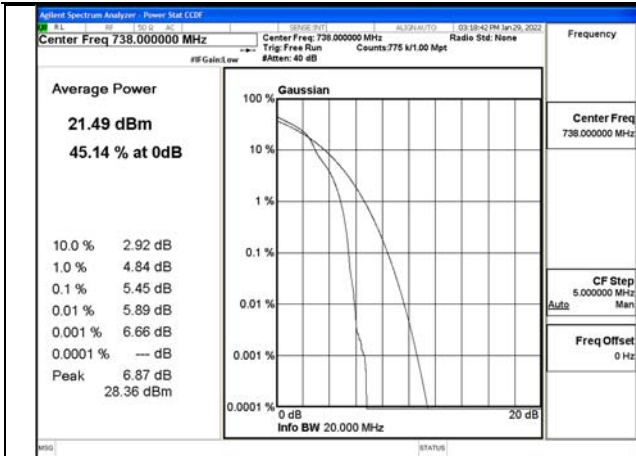 Agilent Spectrum Analyzer - Power Stat CCDF
RL RF 50 Ω AC SENSE:INT ALIGN AUTO 03:18:42 PM Jan 29, 2022
Center Freq 738.000000 MHz
Center Freq: 738.000000 MHz Radio Std: None
Trig: Free Run Counts:775 k/1.00 Mpt
#IFGain:Low #Atten: 40 dB
Frequency
Average Power
21.49 dBm
45.14 % at 0dB
10.0 % 2.92 dB
1.0 % 4.84 dB
0.1 % 5.45 dB
0.01 % 5.89 dB
0.001 % 6.66 dB
0.0001 % --- dB
Peak 6.87 dB
28.36 dBm
Gaussian
100 %
10 %
1 %
0.1 %
0.01 %
0.001 %
0.0001 %
0 dB 20 dB
Info BW 20.000 MHz
Center Freq
738.000000 MHz
CF Step
5.000000 MHz
Auto Man
Freq Offset
0 Hz
MSG STATUS